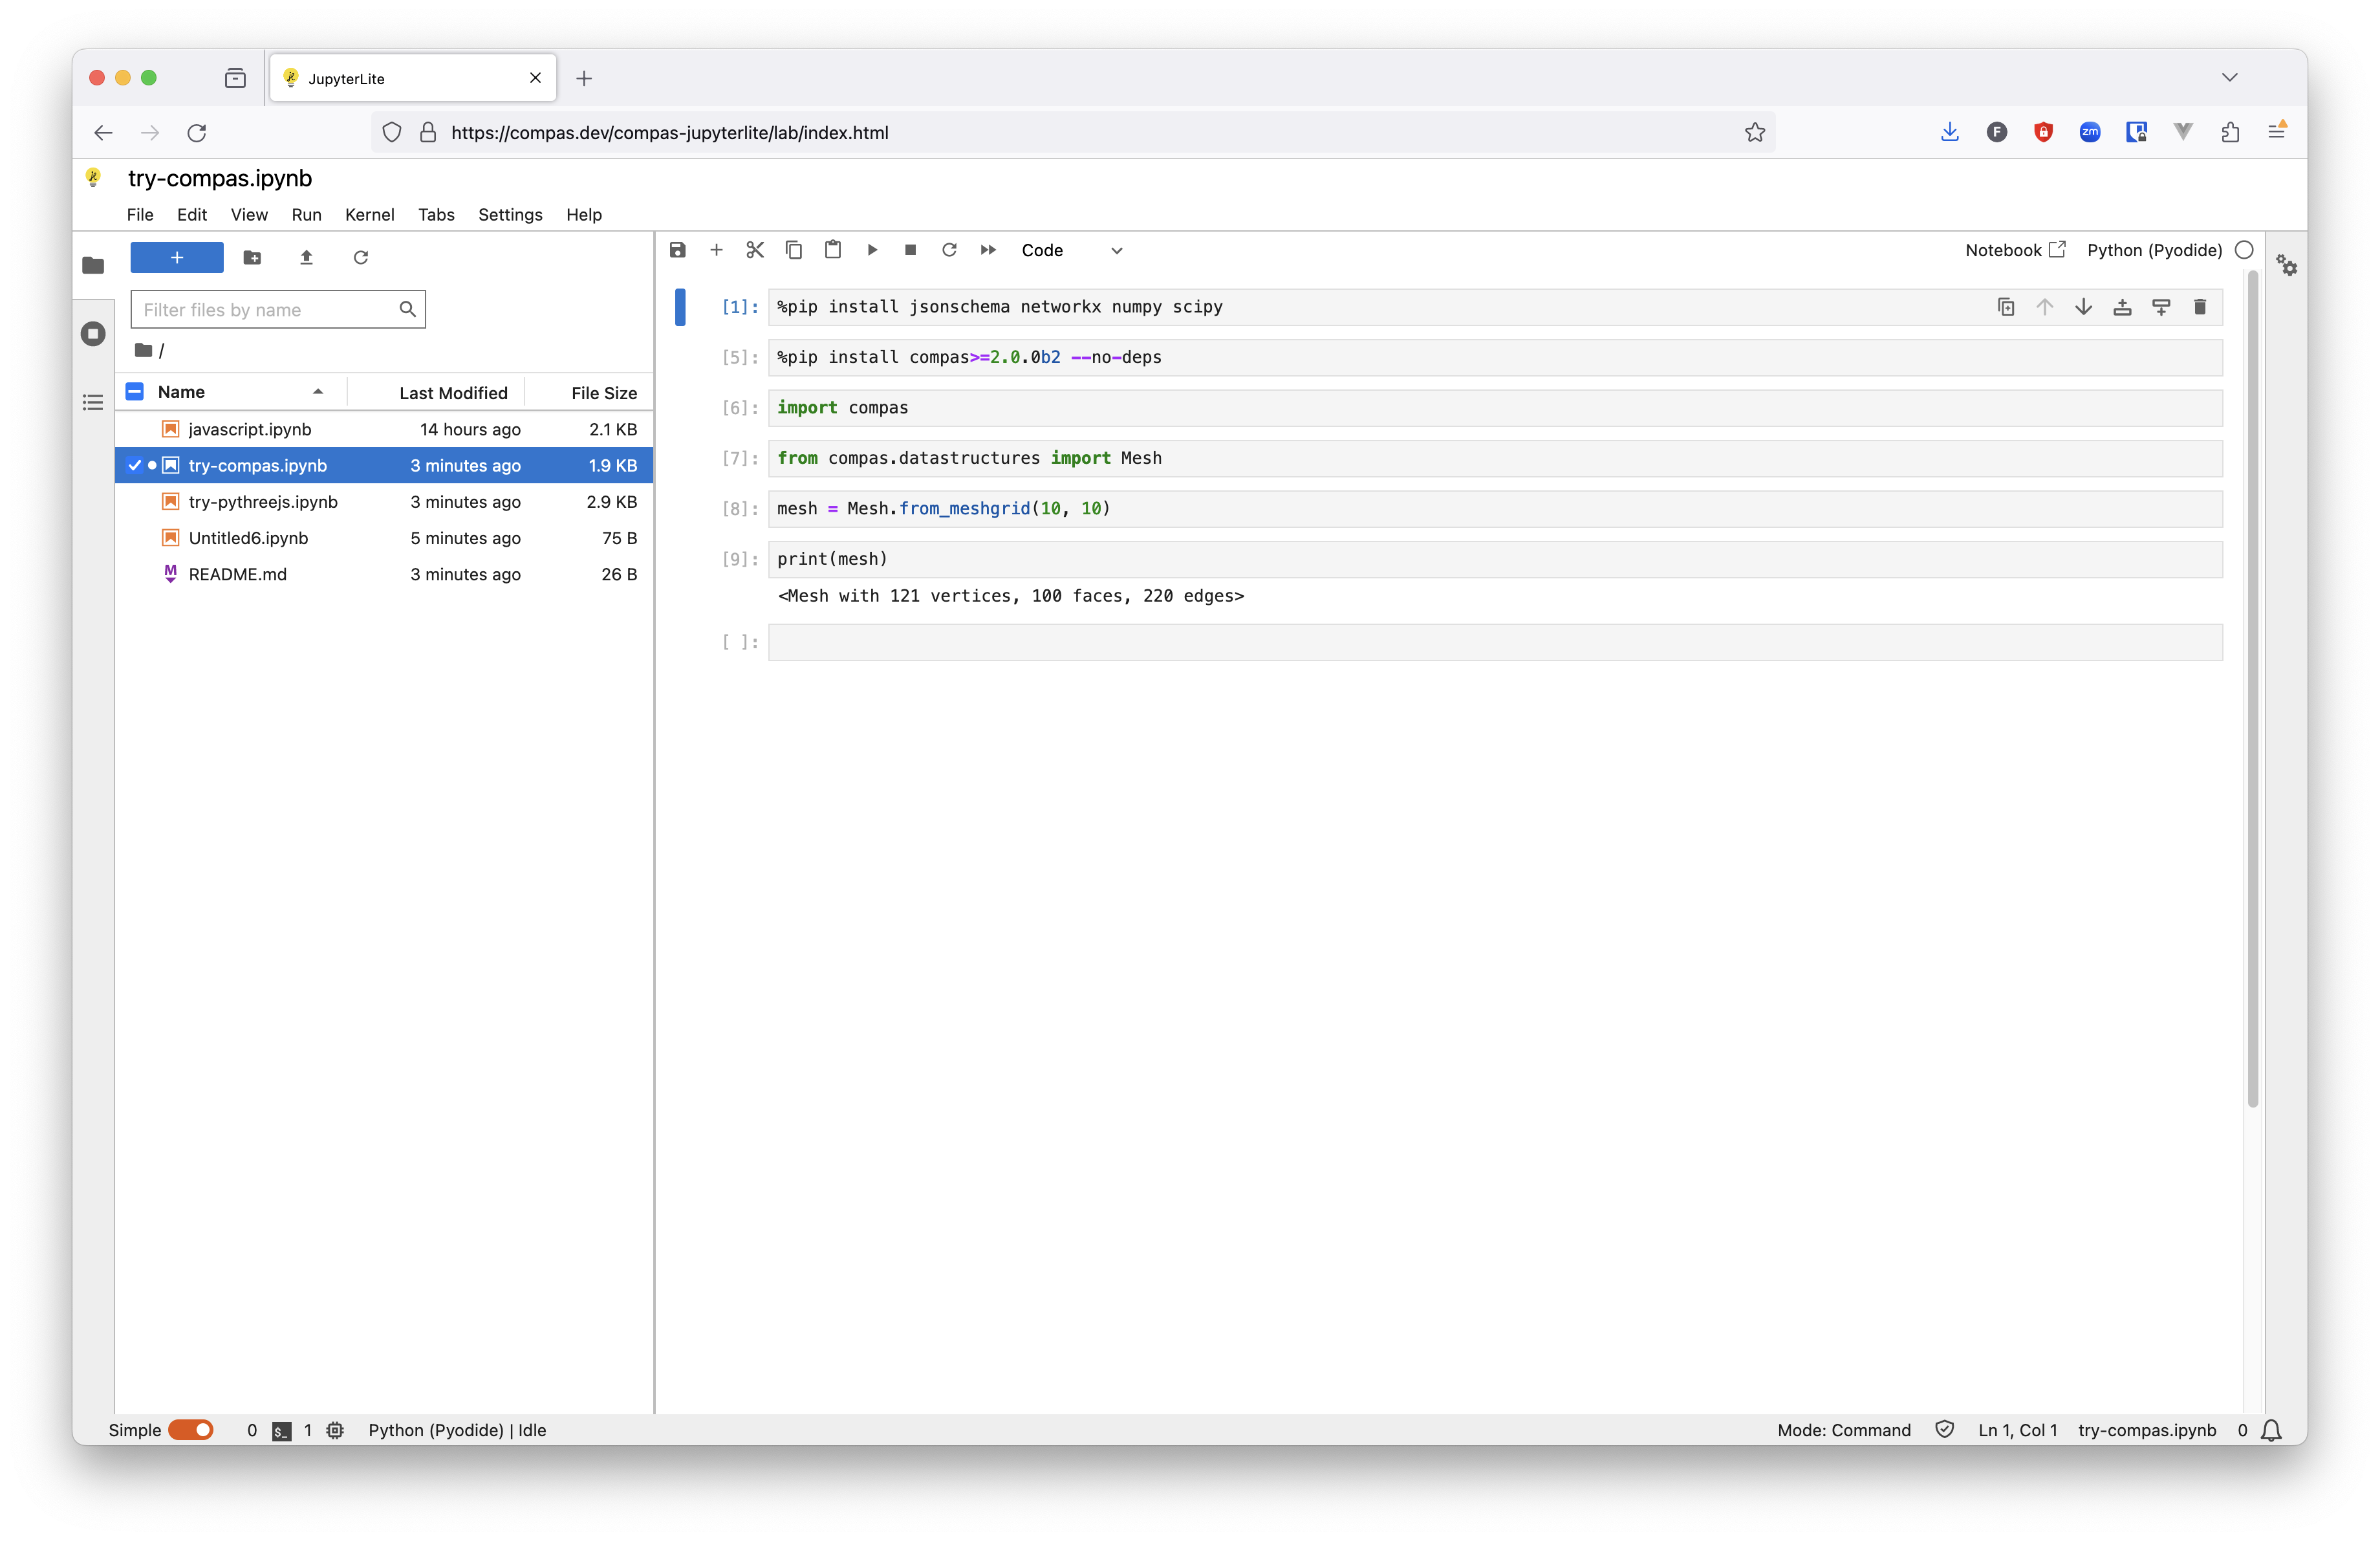 JupyterLite
https://compas.dev/compas-jupyterlite/lab/index.html
F
zm
try-compas.ipynb
File Edit View Run Kernel Tabs Settings Help
Filter files by name
/
Name Last Modified File Size
javascript.ipynb 14 hours ago 2.1 KB
try-compas.ipynb 3 minutes ago 1.9 KB
try-pythreejs.ipynb 3 minutes ago 2.9 KB
Untitled6.ipynb 5 minutes ago 75 B
M README.md 3 minutes ago 26 B
Code Notebook Python (Pyodide)
[1]: %pip install jsonschema networkx numpy scipy
[5]: %pip install compas>=2.0.0b2 --no-deps
[6]: import compas
[7]: from compas.datastructures import Mesh
[8]: mesh = Mesh.from_meshgrid(10, 10)
[9]: print(mesh)
<Mesh with 121 vertices, 100 faces, 220 edges>
[ ]:
Simple 0 $_ 1 Python (Pyodide) | Idle Mode: Command Ln 1, Col 1 try-compas.ipynb 0